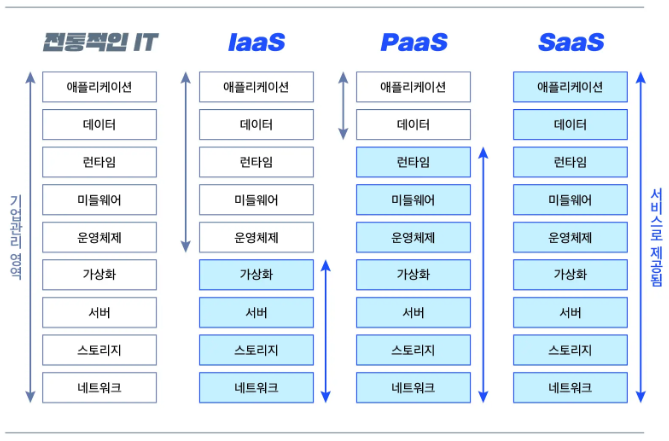 전통적인 IT IaaS PaaS SaaS
애플리케이션 애플리케이션 애플리케이션 애플리케이션
데이터 데이터 데이터 데이터
런타임 런타임 런타임 런타임
미들웨어 미들웨어 미들웨어 미들웨어
운영체제 운영체제 운영체제 운영체제
가상화 가상화 가상화 가상화
서버 서버 서버 서버
스토리지 스토리지 스토리지 스토리지
네트워크 네트워크 네트워크 네트워크
기업관리 영역
서비스로 제공됨